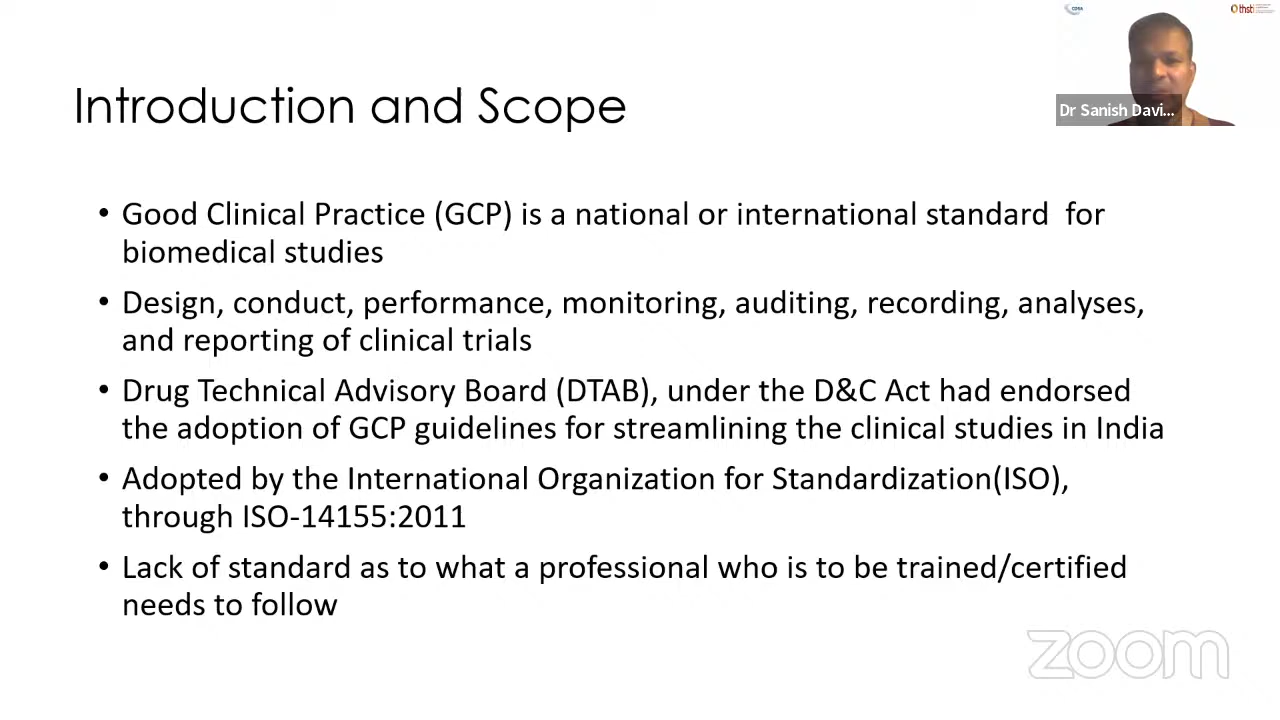 Introduction and Scope
Dr Sanish Davi...
thsti
• Good Clinical Practice (GCP) is a national or international standard for
biomedical studies
• Design, conduct, performance, monitoring, auditing, recording, analyses,
and reporting of clinical trials
• Drug Technical Advisory Board (DTAB), under the D&C Act had endorsed
the adoption of GCP guidelines for streamlining the clinical studies in India
• Adopted by the International Organization for Standardization(ISO),
through ISO-14155:2011
• Lack of standard as to what a professional who is to be trained/certified
needs to follow
zoom